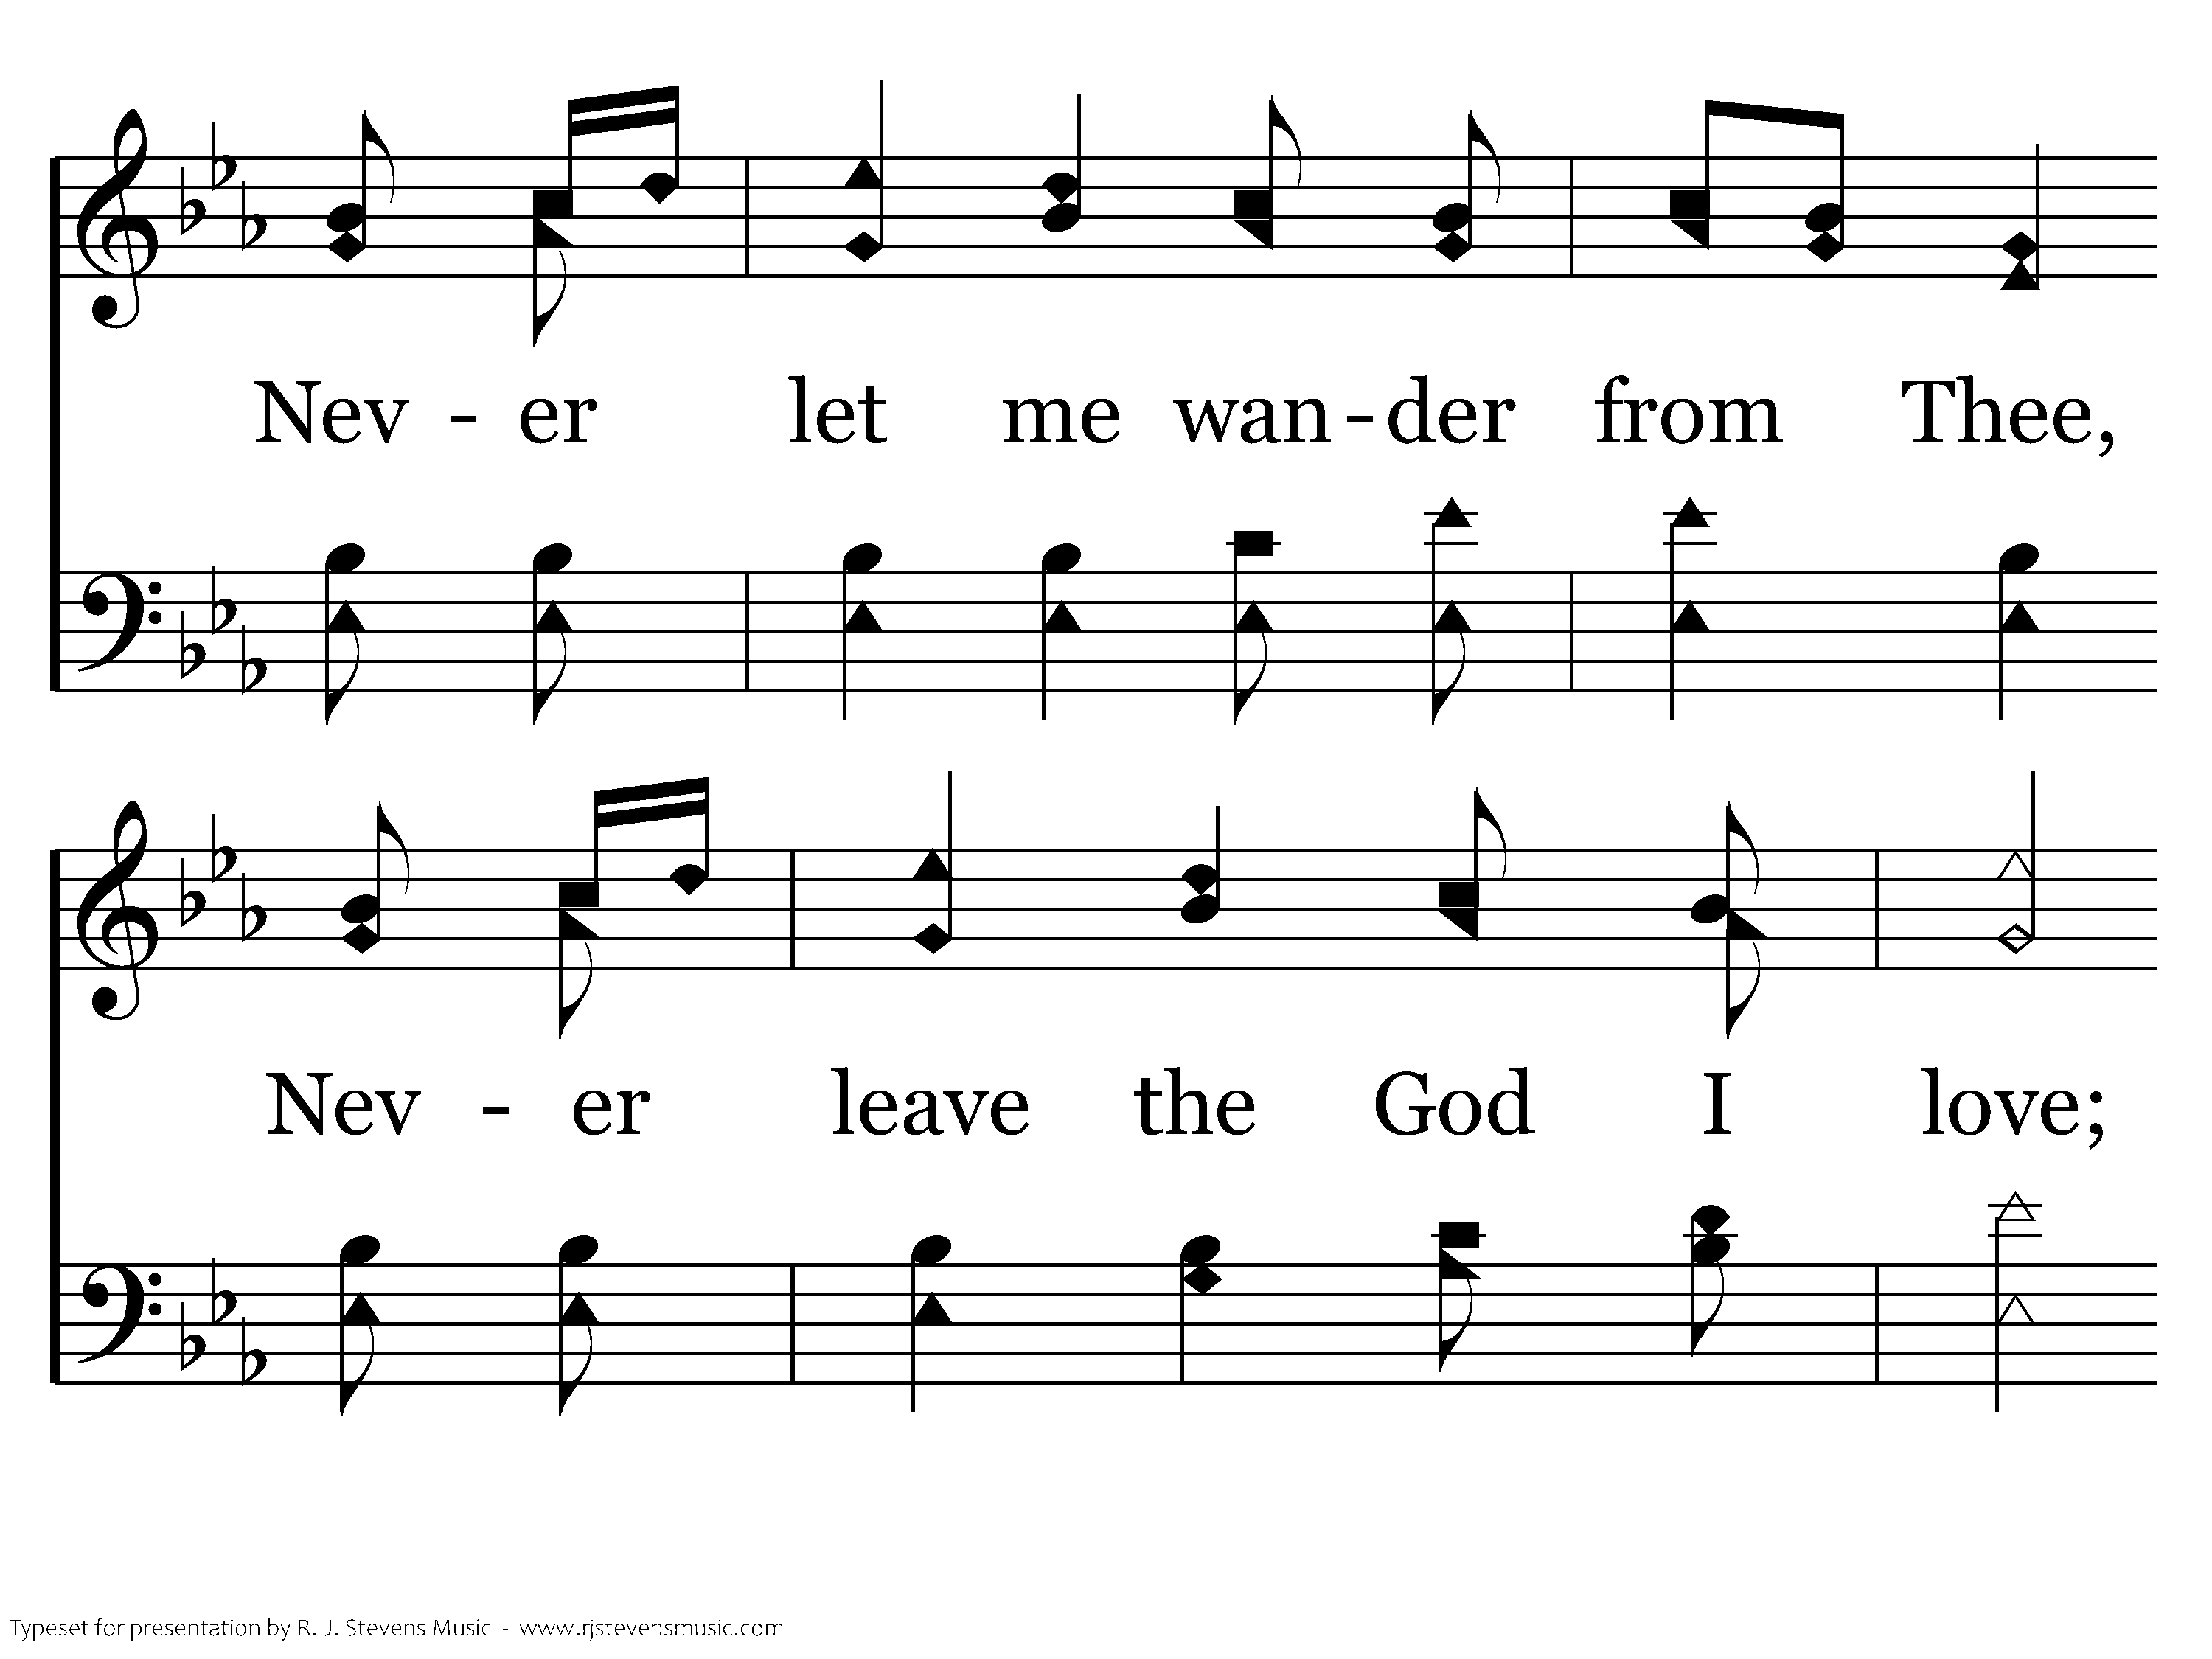 Nev - er let me wan - der from Thee,
Nev - er leave the God I love;
Typeset for presentation by R. J. Stevens Music - www.rjstevensmusic.com